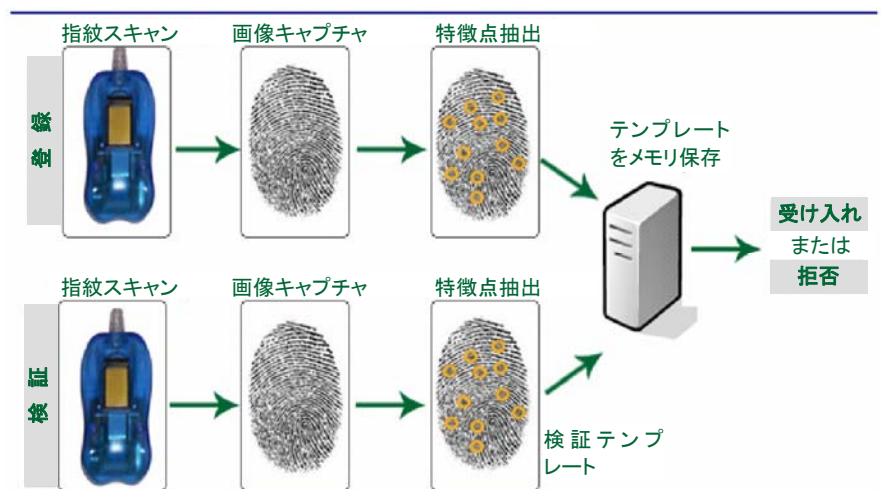 指紋スキャン
画像キャプチャ
特徴点抽出
登録
テンプレート
をメモリ保存
受け入れ
または
拒否
指紋スキャン
画像キャプチャ
特徴点抽出
検証
検証テンプ
レート